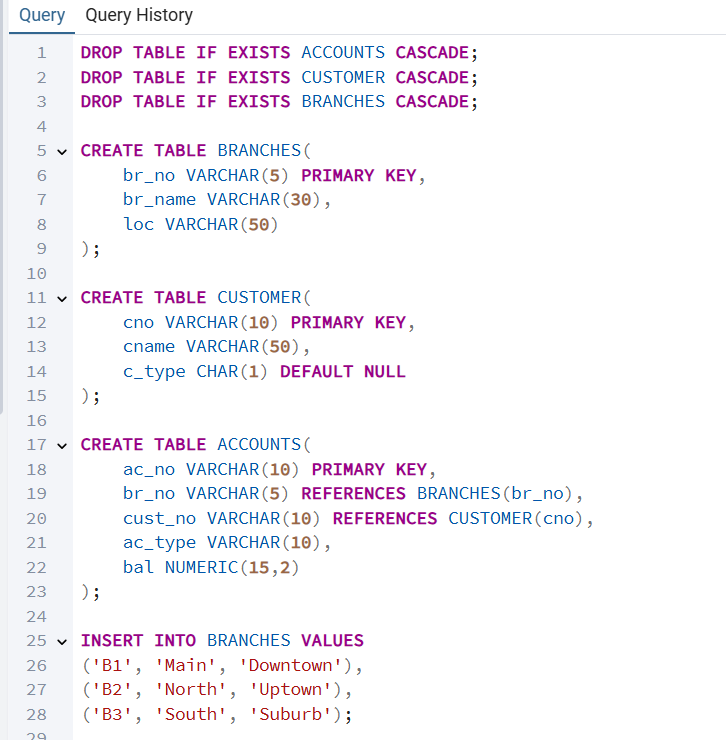 Query Query History
1 DROP TABLE IF EXISTS ACCOUNTS CASCADE;
2 DROP TABLE IF EXISTS CUSTOMER CASCADE;
3 DROP TABLE IF EXISTS BRANCHES CASCADE;
4
5 CREATE TABLE BRANCHES(
6 br_no VARCHAR(5) PRIMARY KEY,
7 br_name VARCHAR(30),
8 loc VARCHAR(50)
9 );
10
11 CREATE TABLE CUSTOMER(
12 cno VARCHAR(10) PRIMARY KEY,
13 cname VARCHAR(50),
14 c_type CHAR(1) DEFAULT NULL
15 );
16
17 CREATE TABLE ACCOUNTS(
18 ac_no VARCHAR(10) PRIMARY KEY,
19 br_no VARCHAR(5) REFERENCES BRANCHES(br_no),
20 cust_no VARCHAR(10) REFERENCES CUSTOMER(cno),
21 ac_type VARCHAR(10),
22 bal NUMERIC(15,2)
23 );
24
25 INSERT INTO BRANCHES VALUES
26 ('B1', 'Main', 'Downtown'),
27 ('B2', 'North', 'Uptown'),
28 ('B3', 'South', 'Suburb');
29